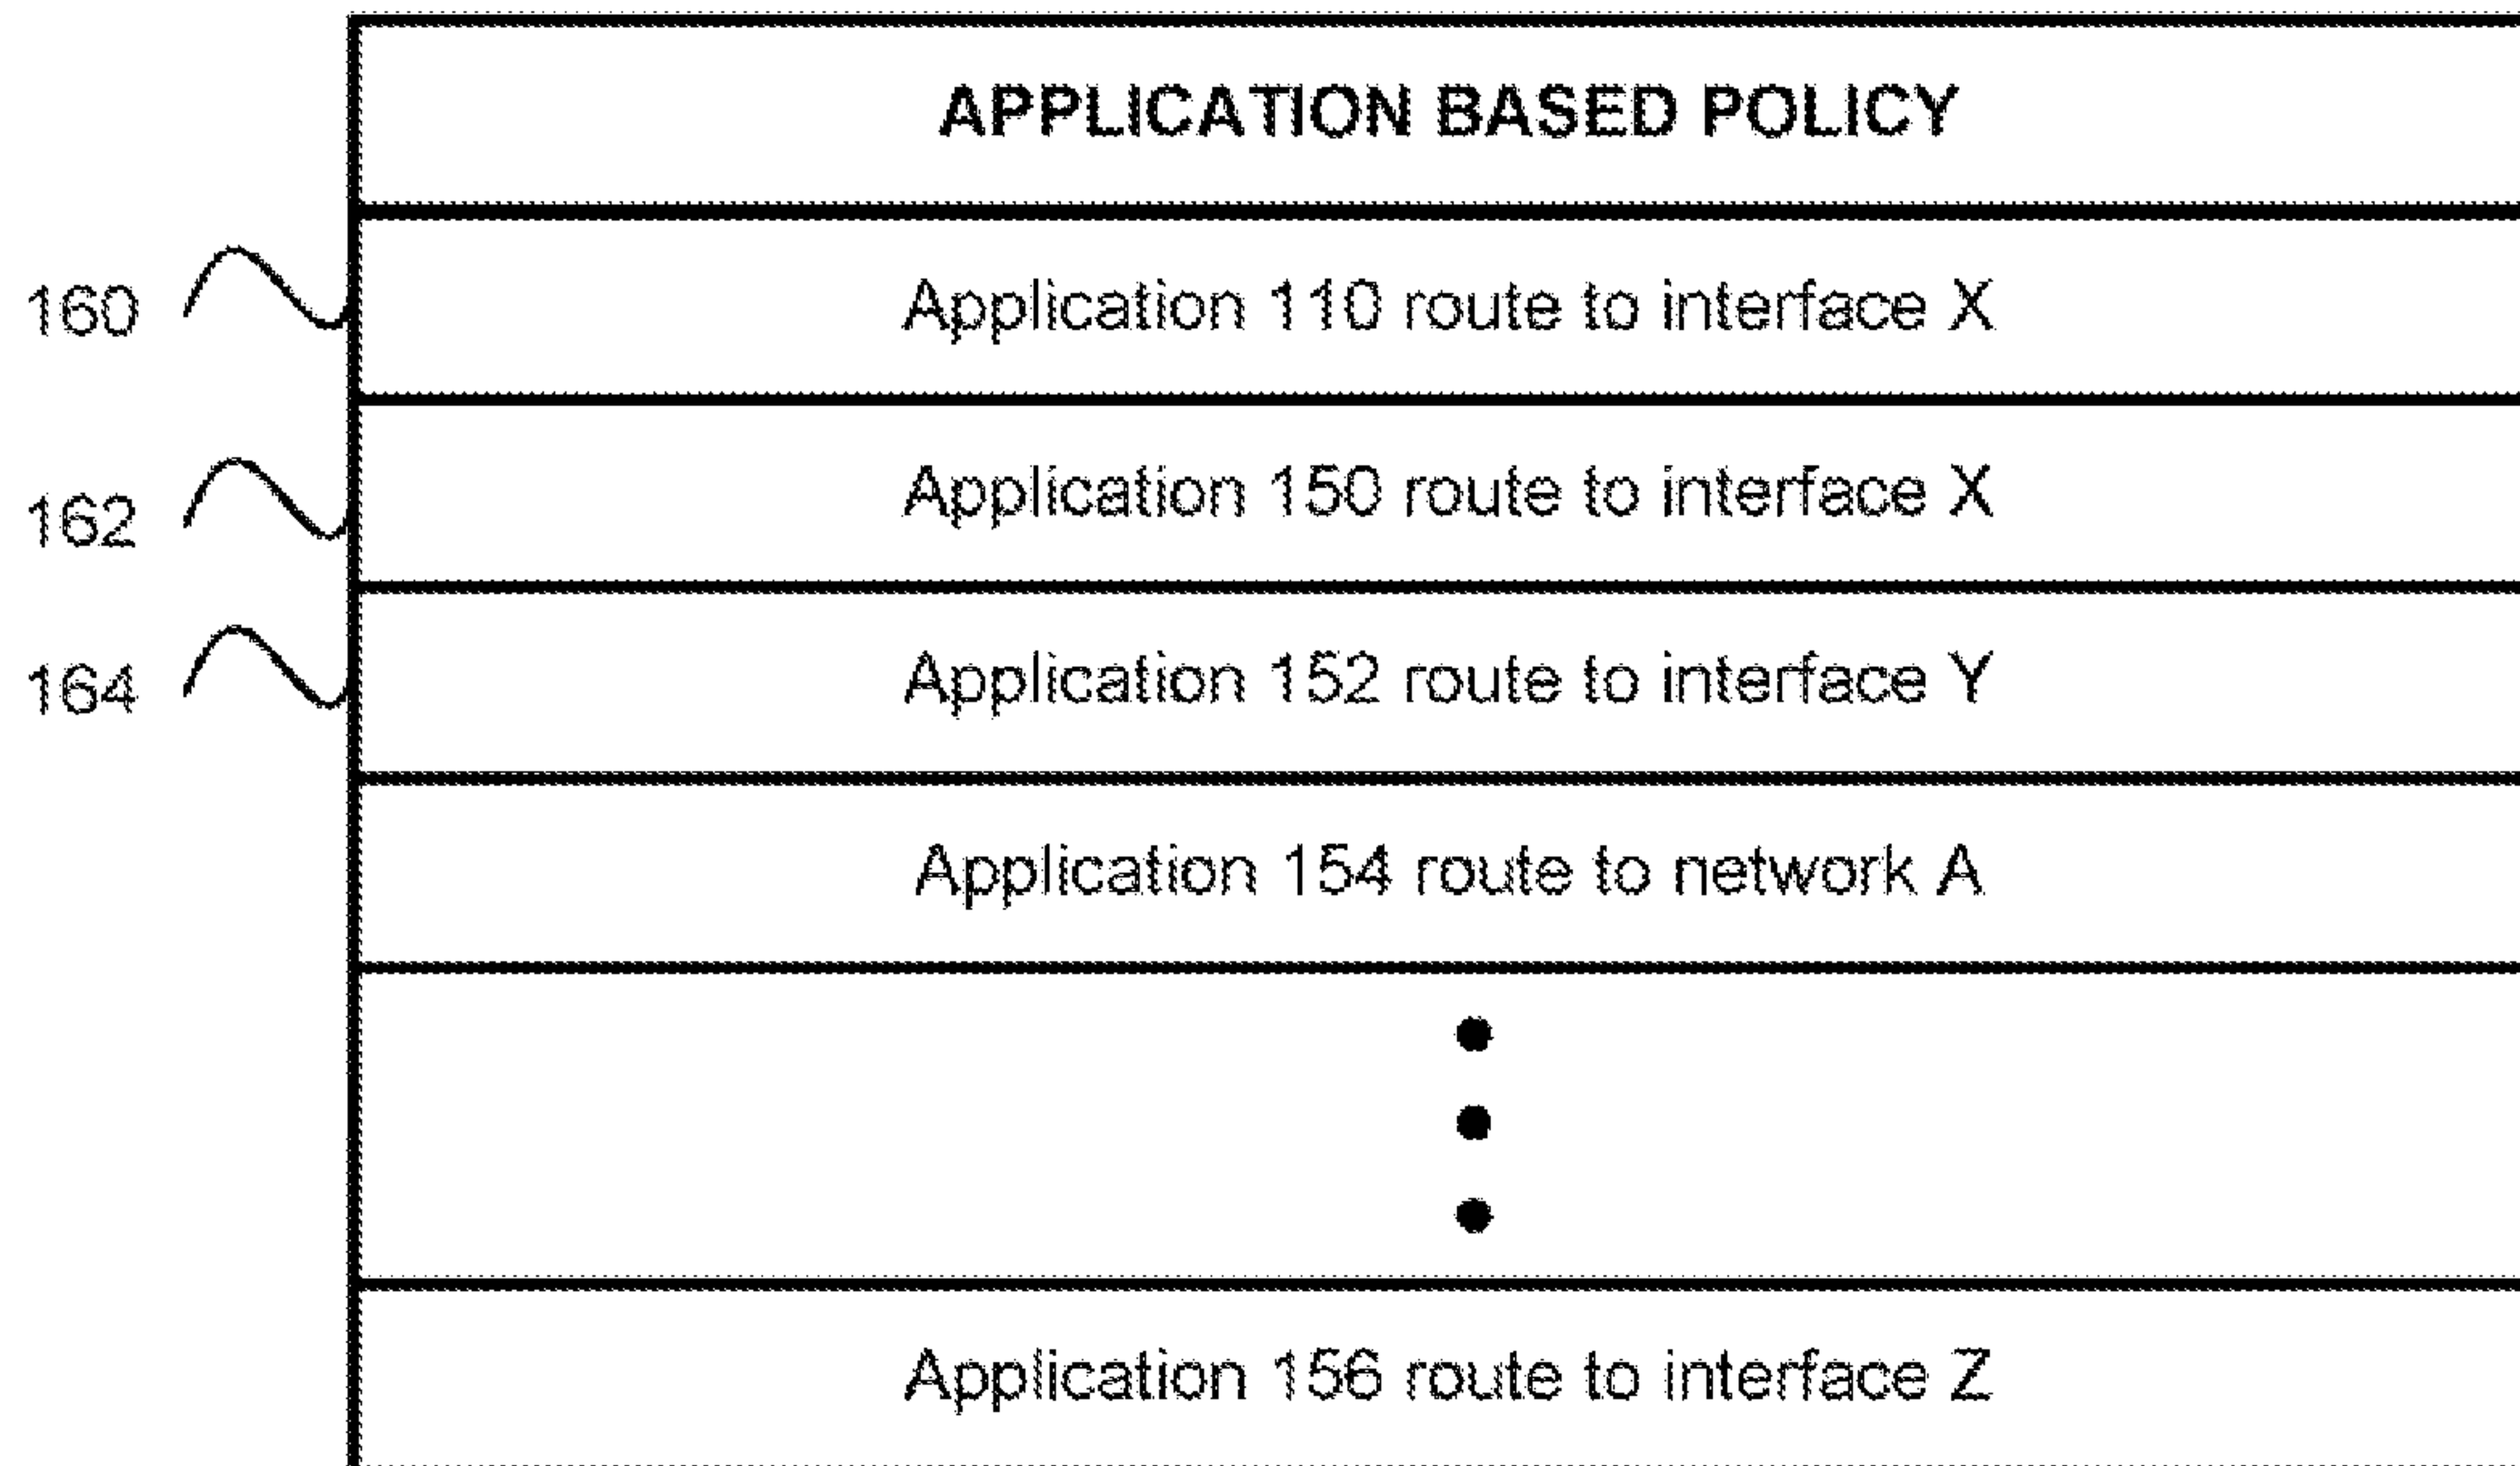 APPLICATION BASED POLICY
160 Application 110 route to interface X
162 Application 150 route to interface X
164 Application 152 route to interface Y
Application 154 route to network A
Application 156 route to interface Z